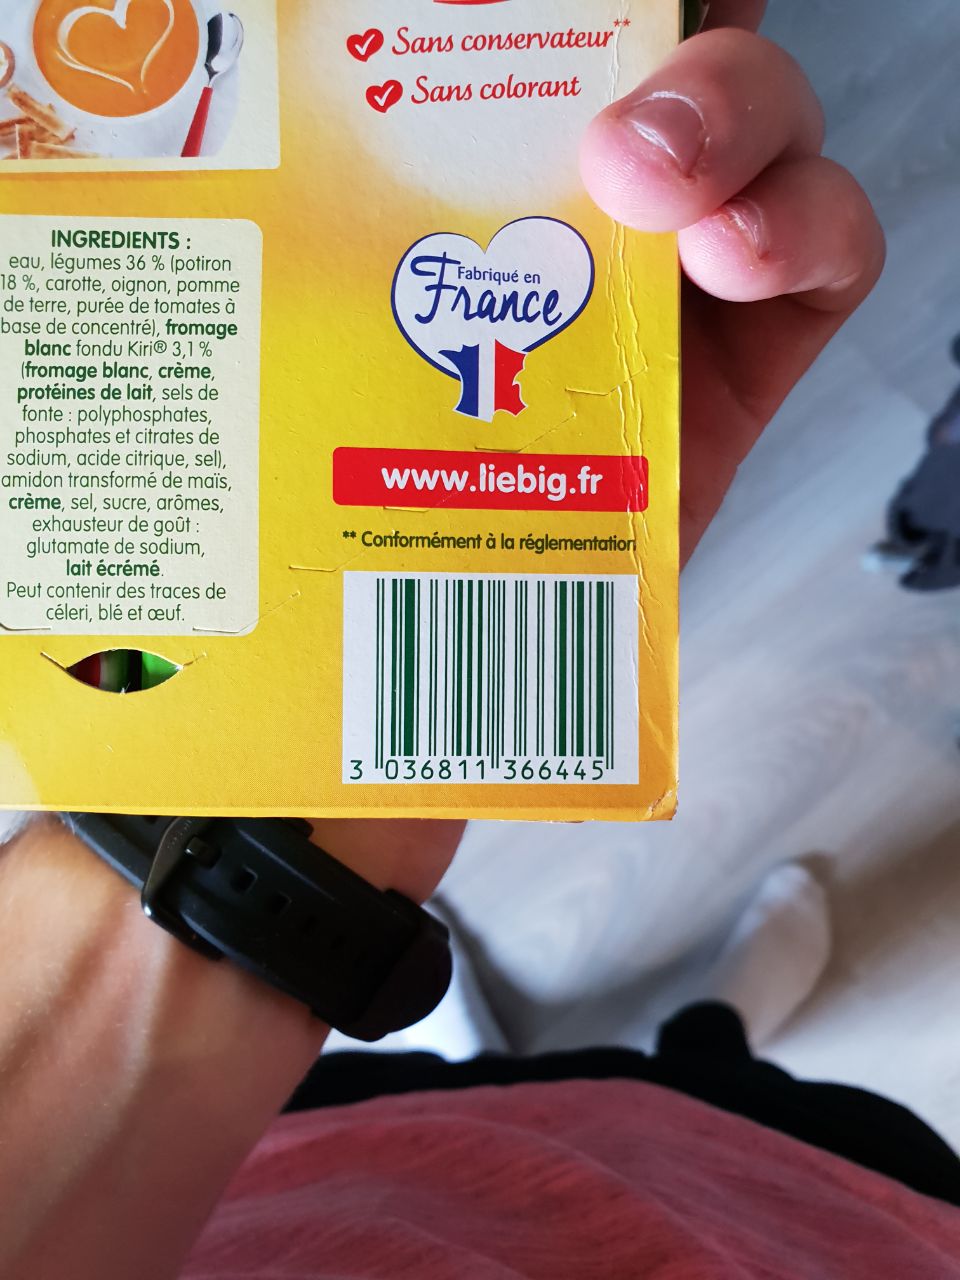 Sans conservateur**
Sans colorant
INGREDIENTS :
eau, légumes 36 % (potiron
18 %, carotte, oignon, pomme
de terre, purée de tomates à
base de concentré), fromage
blanc fondu Kiri® 3,1 %
(fromage blanc, crème,
protéines de lait, sels de
fonte : polyphosphates,
phosphates et citrates de
sodium, acide citrique, sel),
amidon transformé de maïs,
crème, sel, sucre, arômes,
exhausteur de goût :
glutamate de sodium,
lait écrémé.
Peut contenir des traces de
céleri, blé et œuf.
Fabriqué en
France
www.liebig.fr
** Conformément à la réglementation
3 036811 366445